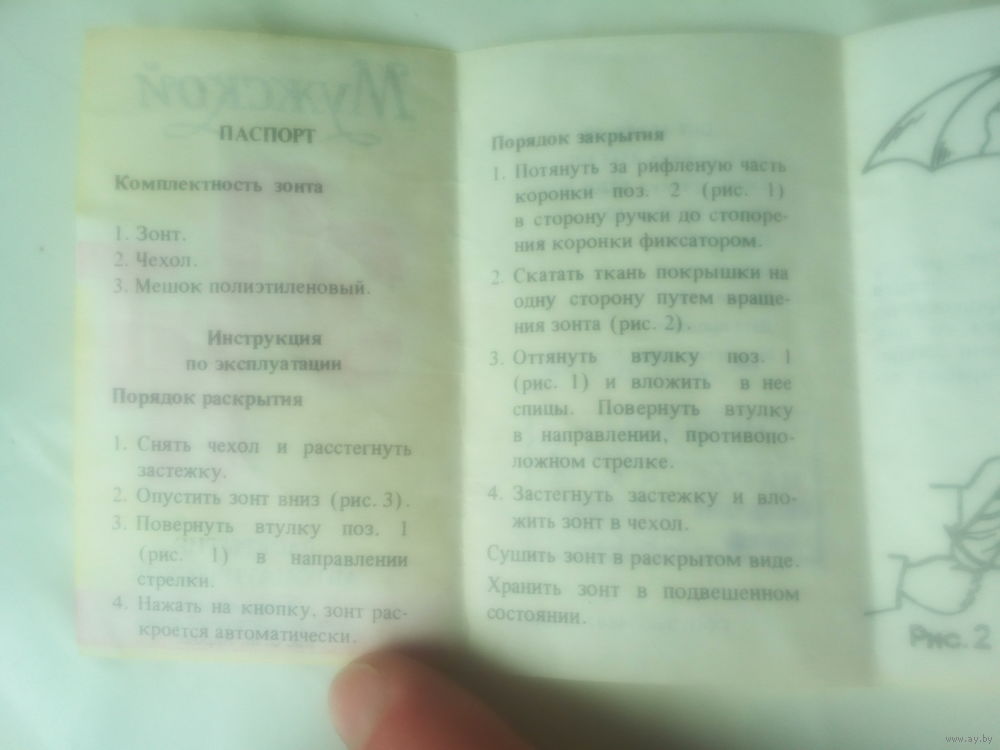 Мужской
ПАСПОРТ
Комплектность зонта
1. Зонт.
2. Чехол.
3. Мешок полиэтиленовый.
Инструкция
по эксплуатации
Порядок раскрытия
1. Снять чехол и расстегнуть
застежку.
2. Опустить зонт вниз (рис. 3).
3. Повернуть втулку поз. 1
(рис. 1) в направлении
стрелки.
4. Нажать на кнопку, зонт рас-
кроется автоматически.
Порядок закрытия
1. Потянуть за рифленую часть
коронки поз. 2 (рис. 1)
в сторону ручки до стопоре-
ния коронки фиксатором.
2. Скатать ткань покрышки на
одну сторону путем враще-
ния зонта (рис. 2).
3. Оттянуть втулку поз. 1
(рис. 1) и вложить в нее
спицы. Повернуть втулку
в направлении, противопо-
ложном стрелке.
4. Застегнуть застежку и вло-
жить зонт в чехол.
Сушить зонт в раскрытом виде.
Хранить зонт в подвешенном
состоянии.
Рис. 2
www.ay.by